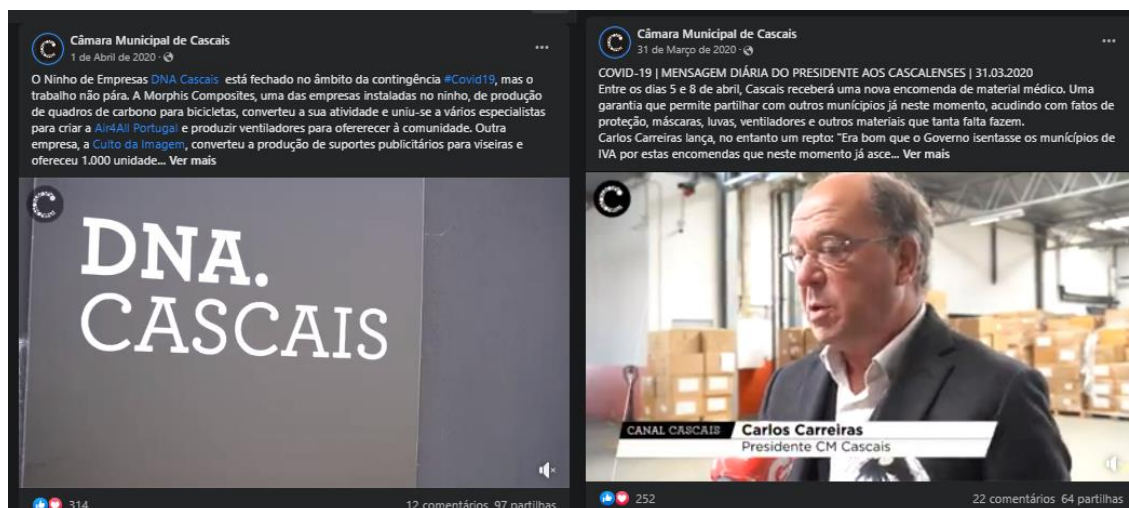 Câmara Municipal de Cascais
1 de Abril de 2020 ·
O Ninho de Empresas DNA Cascais está fechado no âmbito da contingência #Covid19, mas o
trabalho não pára. A Morphis Composites, uma das empresas instaladas no ninho, de produção
de quadros de carbono para bicicletas, converteu a sua atividade e uniu-se a vários especialistas
para criar a Air4All Portugal e produzir ventiladores para ofererecer à comunidade. Outra
empresa, a Culto da Imagem, converteu a produção de suportes publicitários para viseiras e
ofereceu 1.000 unidade... Ver mais
DNA.
CASCAIS
314
12 comentários 97 partilhas
Câmara Municipal de Cascais
31 de Março de 2020 ·
COVID-19 | MENSAGEM DIÁRIA DO PRESIDENTE AOS CASCALENSES | 31.03.2020
Entre os dias 5 e 8 de abril, Cascais receberá uma nova encomenda de material médico. Uma
garantia que permite partilhar com outros municípios já neste momento, acudindo com fatos de
proteção, máscaras, luvas, ventiladores e outros materiais que tanta falta fazem.
Carlos Carreiras lança, no entanto um repto: "Era bom que o Governo isentasse os munícípios de
IVA por estas encomendas que neste momento já asce... Ver mais
CANAL CASCAIS
Carlos Carreiras
Presidente CM Cascais
252
22 comentários 64 partilhas